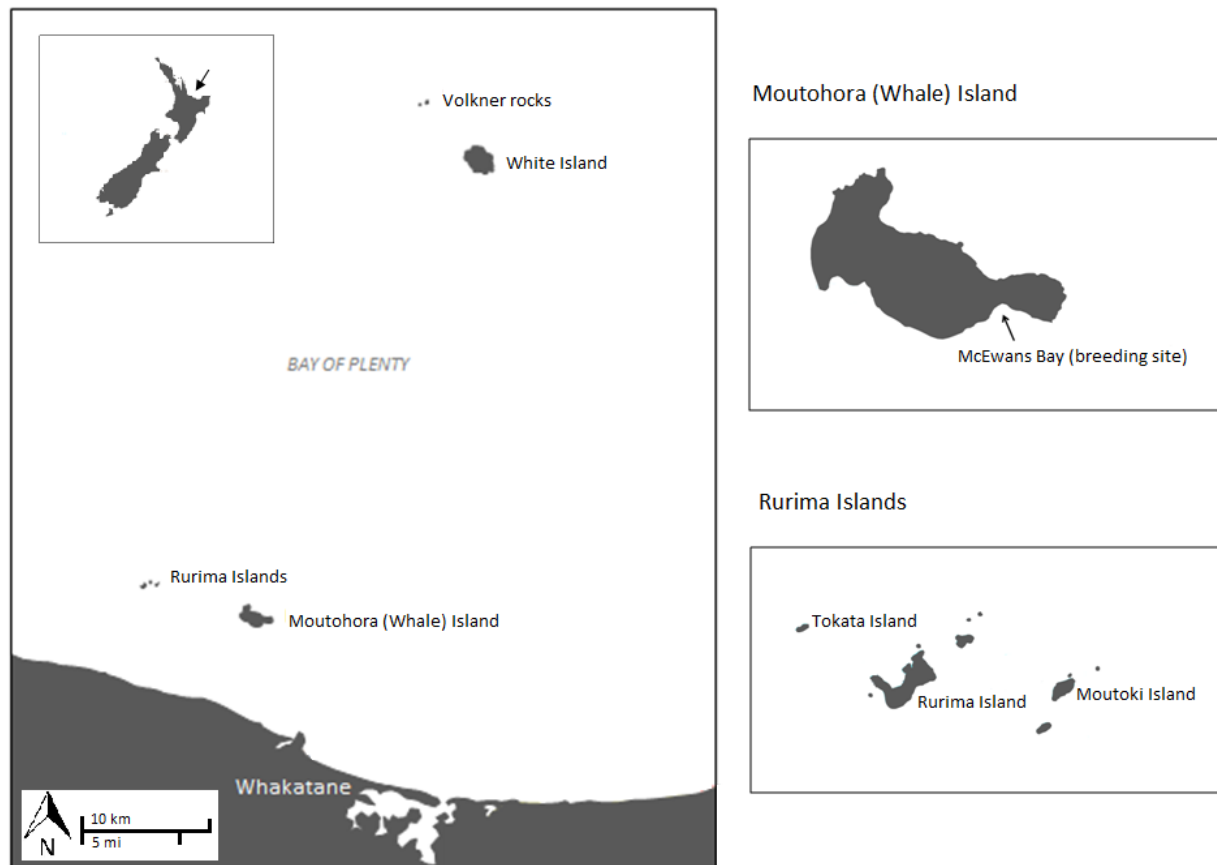 Volkner rocks
White Island
BAY OF PLENTY
Rurima Islands
Moutohora (Whale) Island
Whakatane
10 km
5 mi
N
Moutohora (Whale) Island
McEwans Bay (breeding site)
Rurima Islands
Tokata Island
Rurima Island
Moutoki Island